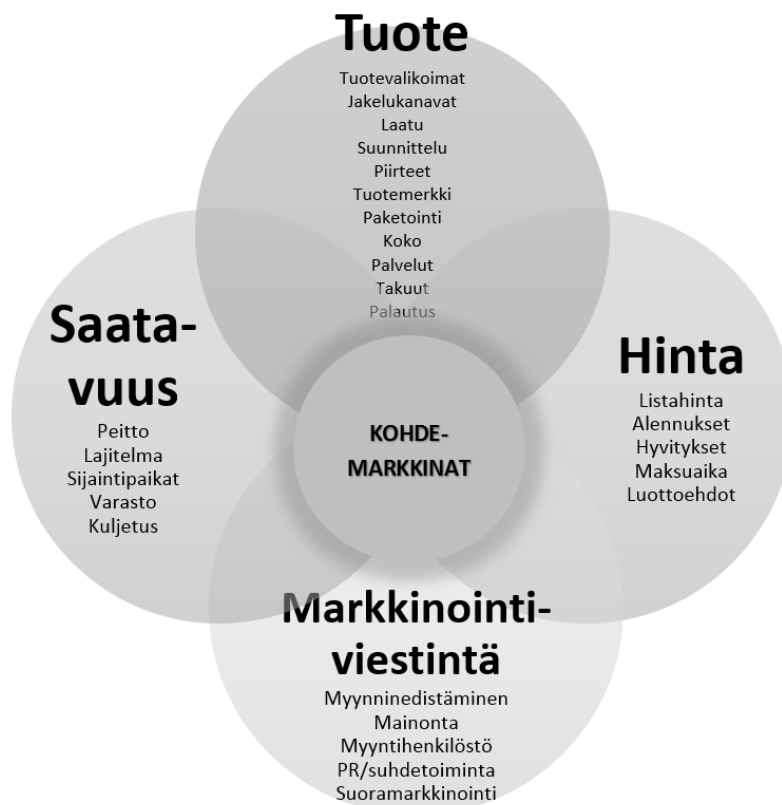 Tuote
Tuotevalikoimat
Jakelukanavat
Laatu
Suunnittelu
Piirteet
Tuotemerkki
Paketointi
Koko
Palvelut
Takuut
Palautus
Saata-
vuus
Peitto
Lajitelma
Sijaintipaikat
Varasto
Kuljetus
KOHDE-
MARKKINAT
Hinta
Listahinta
Alennukset
Hyvitykset
Maksuaika
Luottoehdot
Markkinointi-
viestintä
Myynninedistäminen
Mainonta
Myyntihenkilöstö
PR/suhdetoiminta
Suoramarkkinointi